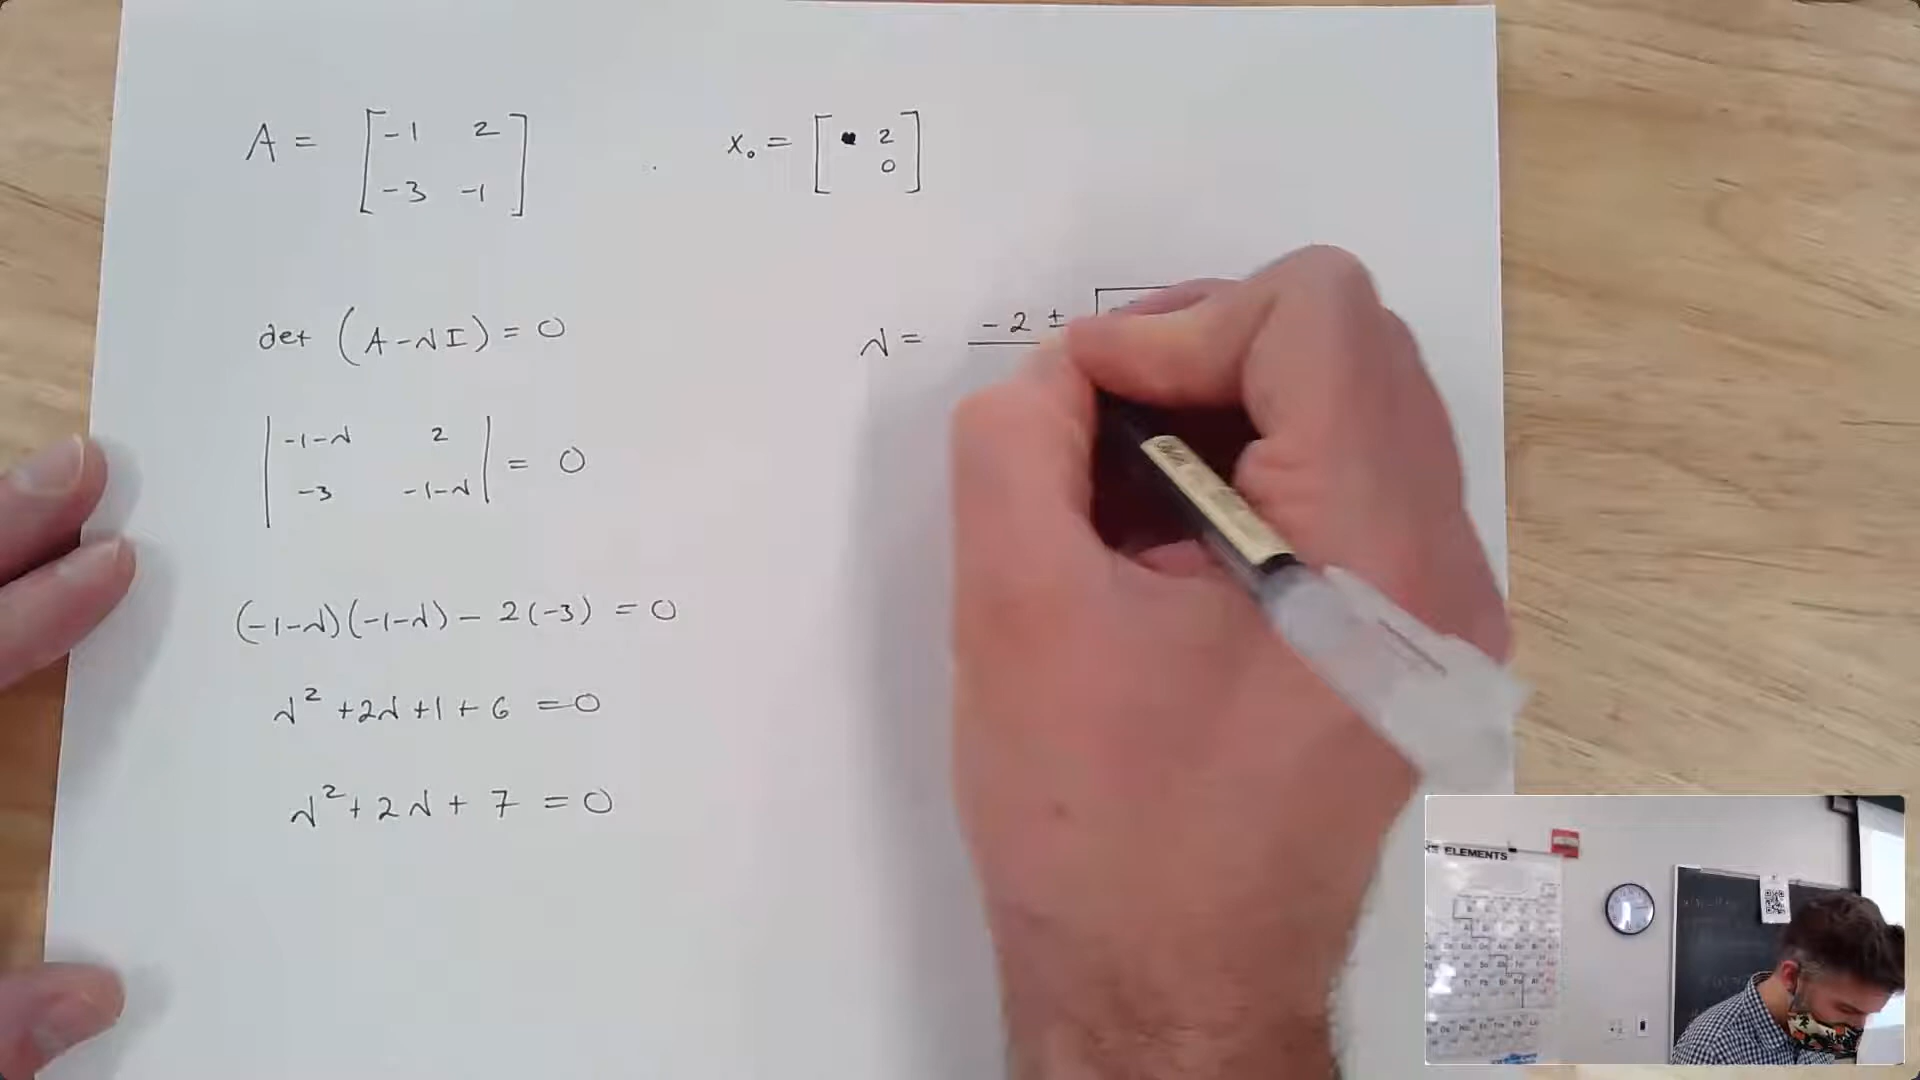 A = [-1 2
-3 -1]
x₀ = [2
0]
det (A-λI) = 0
|-1-λ 2
-3 -1-λ| = 0
(-1-λ)(-1-λ) - 2(-3) = 0
λ² +2λ +1 + 6 = 0
λ² + 2λ + 7 = 0
λ = -2 ±
ELEMENTS